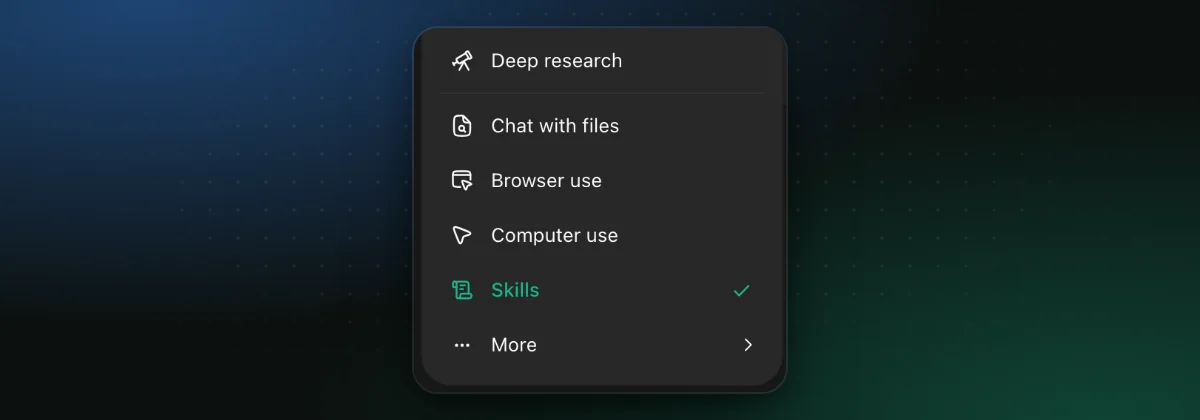 Deep research
Chat with files
Browser use
Computer use
Skills
More